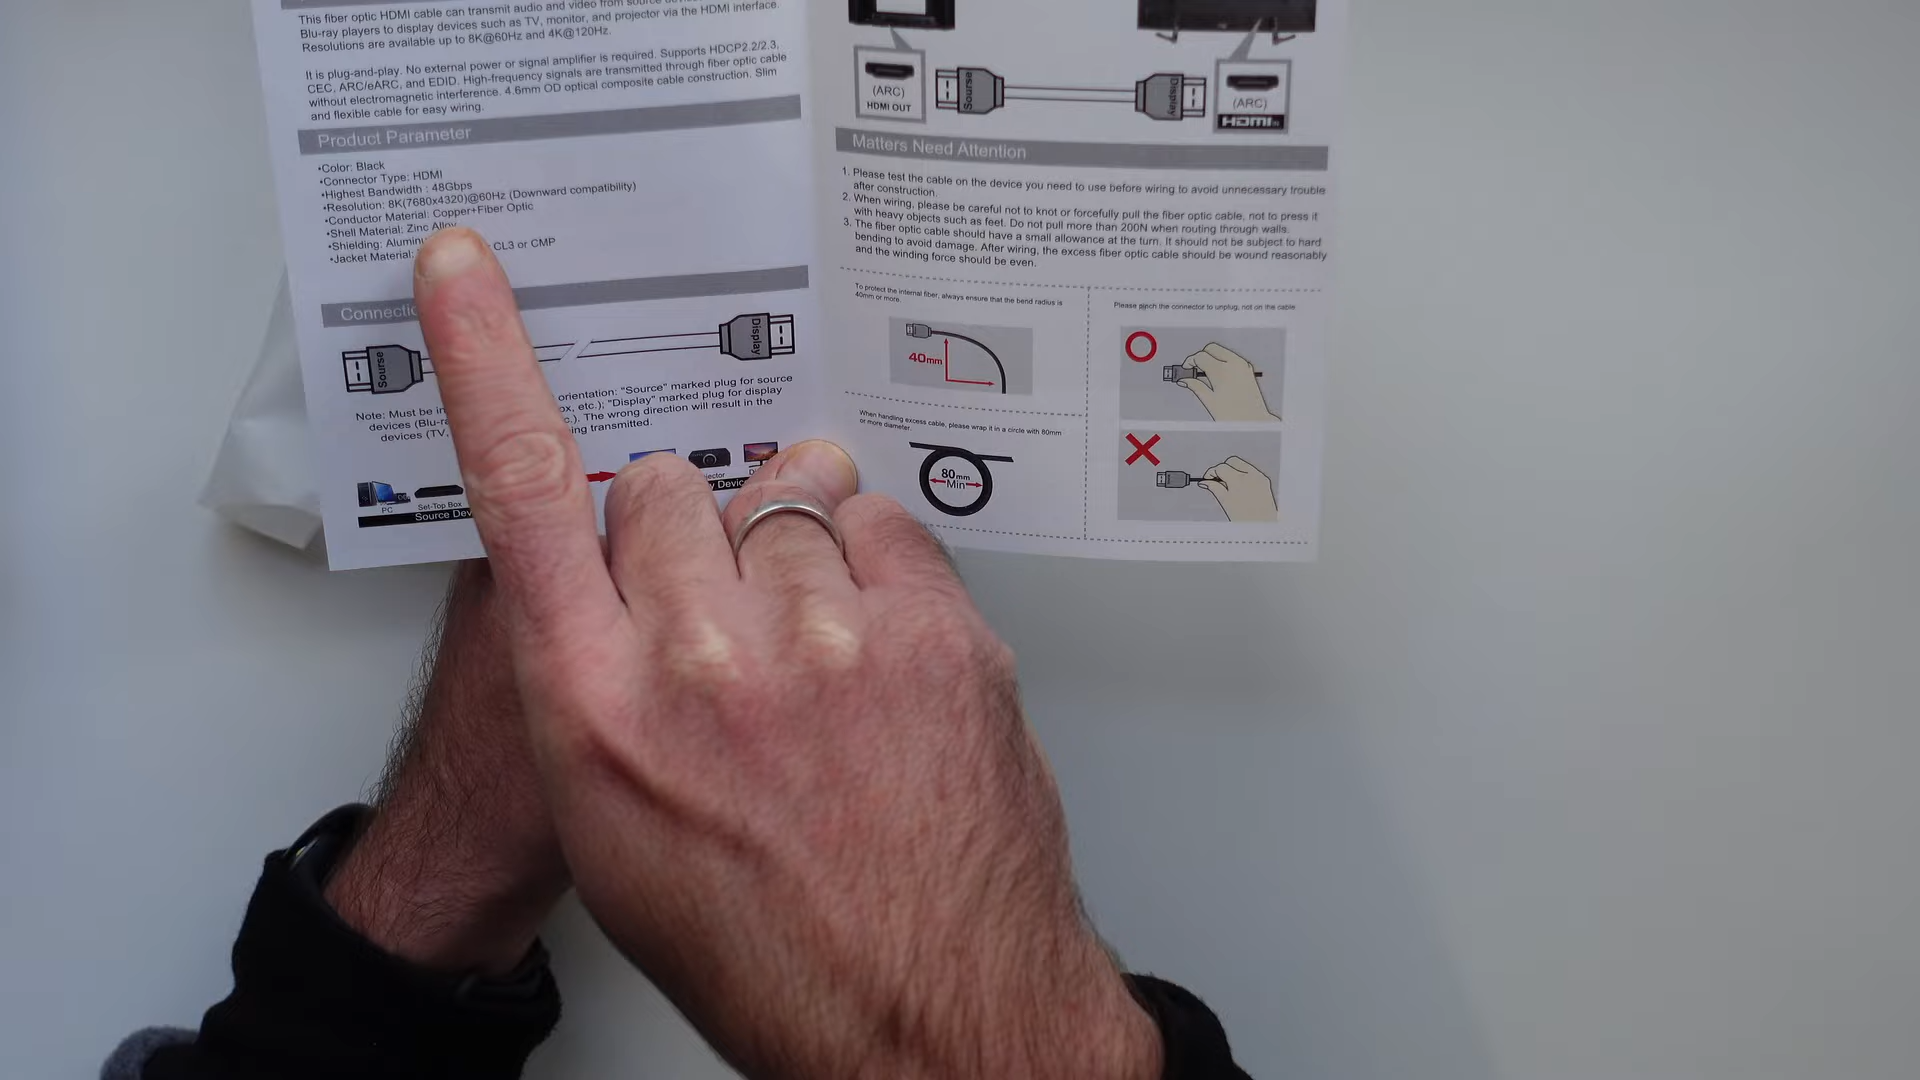 This fiber optic HDMI cable can transmit audio and video from source
Blu-ray players to display devices such as TV, monitor, and projector via the HDMI interface.
Resolutions are available up to 8K@60Hz and 4K@120Hz.
It is plug-and-play. No external power or signal amplifier is required. Supports HDCP2.2/2.3,
CEC, ARC/eARC, and EDID. High-frequency signals are transmitted through fiber optic cable
without electromagnetic interference. 4.6mm OD optical composite cable construction. Slim
and flexible cable for easy wiring.
Product Parameter
•Color: Black
•Connector Type: HDMI
•Highest Bandwidth : 48Gbps
•Resolution: 8K(7680x4320)@60Hz (Downward compatibility)
•Conductor Material: Copper+Fiber Optic
•Shell Material: Zinc Alloy
•Shielding:
•Jacket Material: CL3 or CMP
Sourse
Display
Note: Must be in orientation: "Source" marked plug for source
devices (Blu-ra ox, etc.); "Display" marked plug for display
devices (TV, c.). The wrong direction will result in the
ing transmitted.
PC
Set-Top Box
Source
(ARC)
HDMI OUT
Sourse
Display
(ARC)
HDMI IN
Matters Need Attention
1. Please test the cable on the device you need to use before wiring to avoid unnecessary trouble
after construction.
2. When wiring, please be careful not to knot or forcefully pull the fiber optic cable, not to press it
with heavy objects such as feet. Do not pull more than 200N when routing through walls.
3. The fiber optic cable should have a small allowance at the turn. It should not be subject to hard
bending to avoid damage. After wiring, the excess fiber optic cable should be wound reasonably
and the winding force should be even.
To protect the internal fiber, always ensure that the bend radius is
40mm or more.
40mm
When handling excess cable, please wrap it in a circle with 80mm
or more diameter.
80mm
Min
Please pinch the connector to unplug, not on the cable